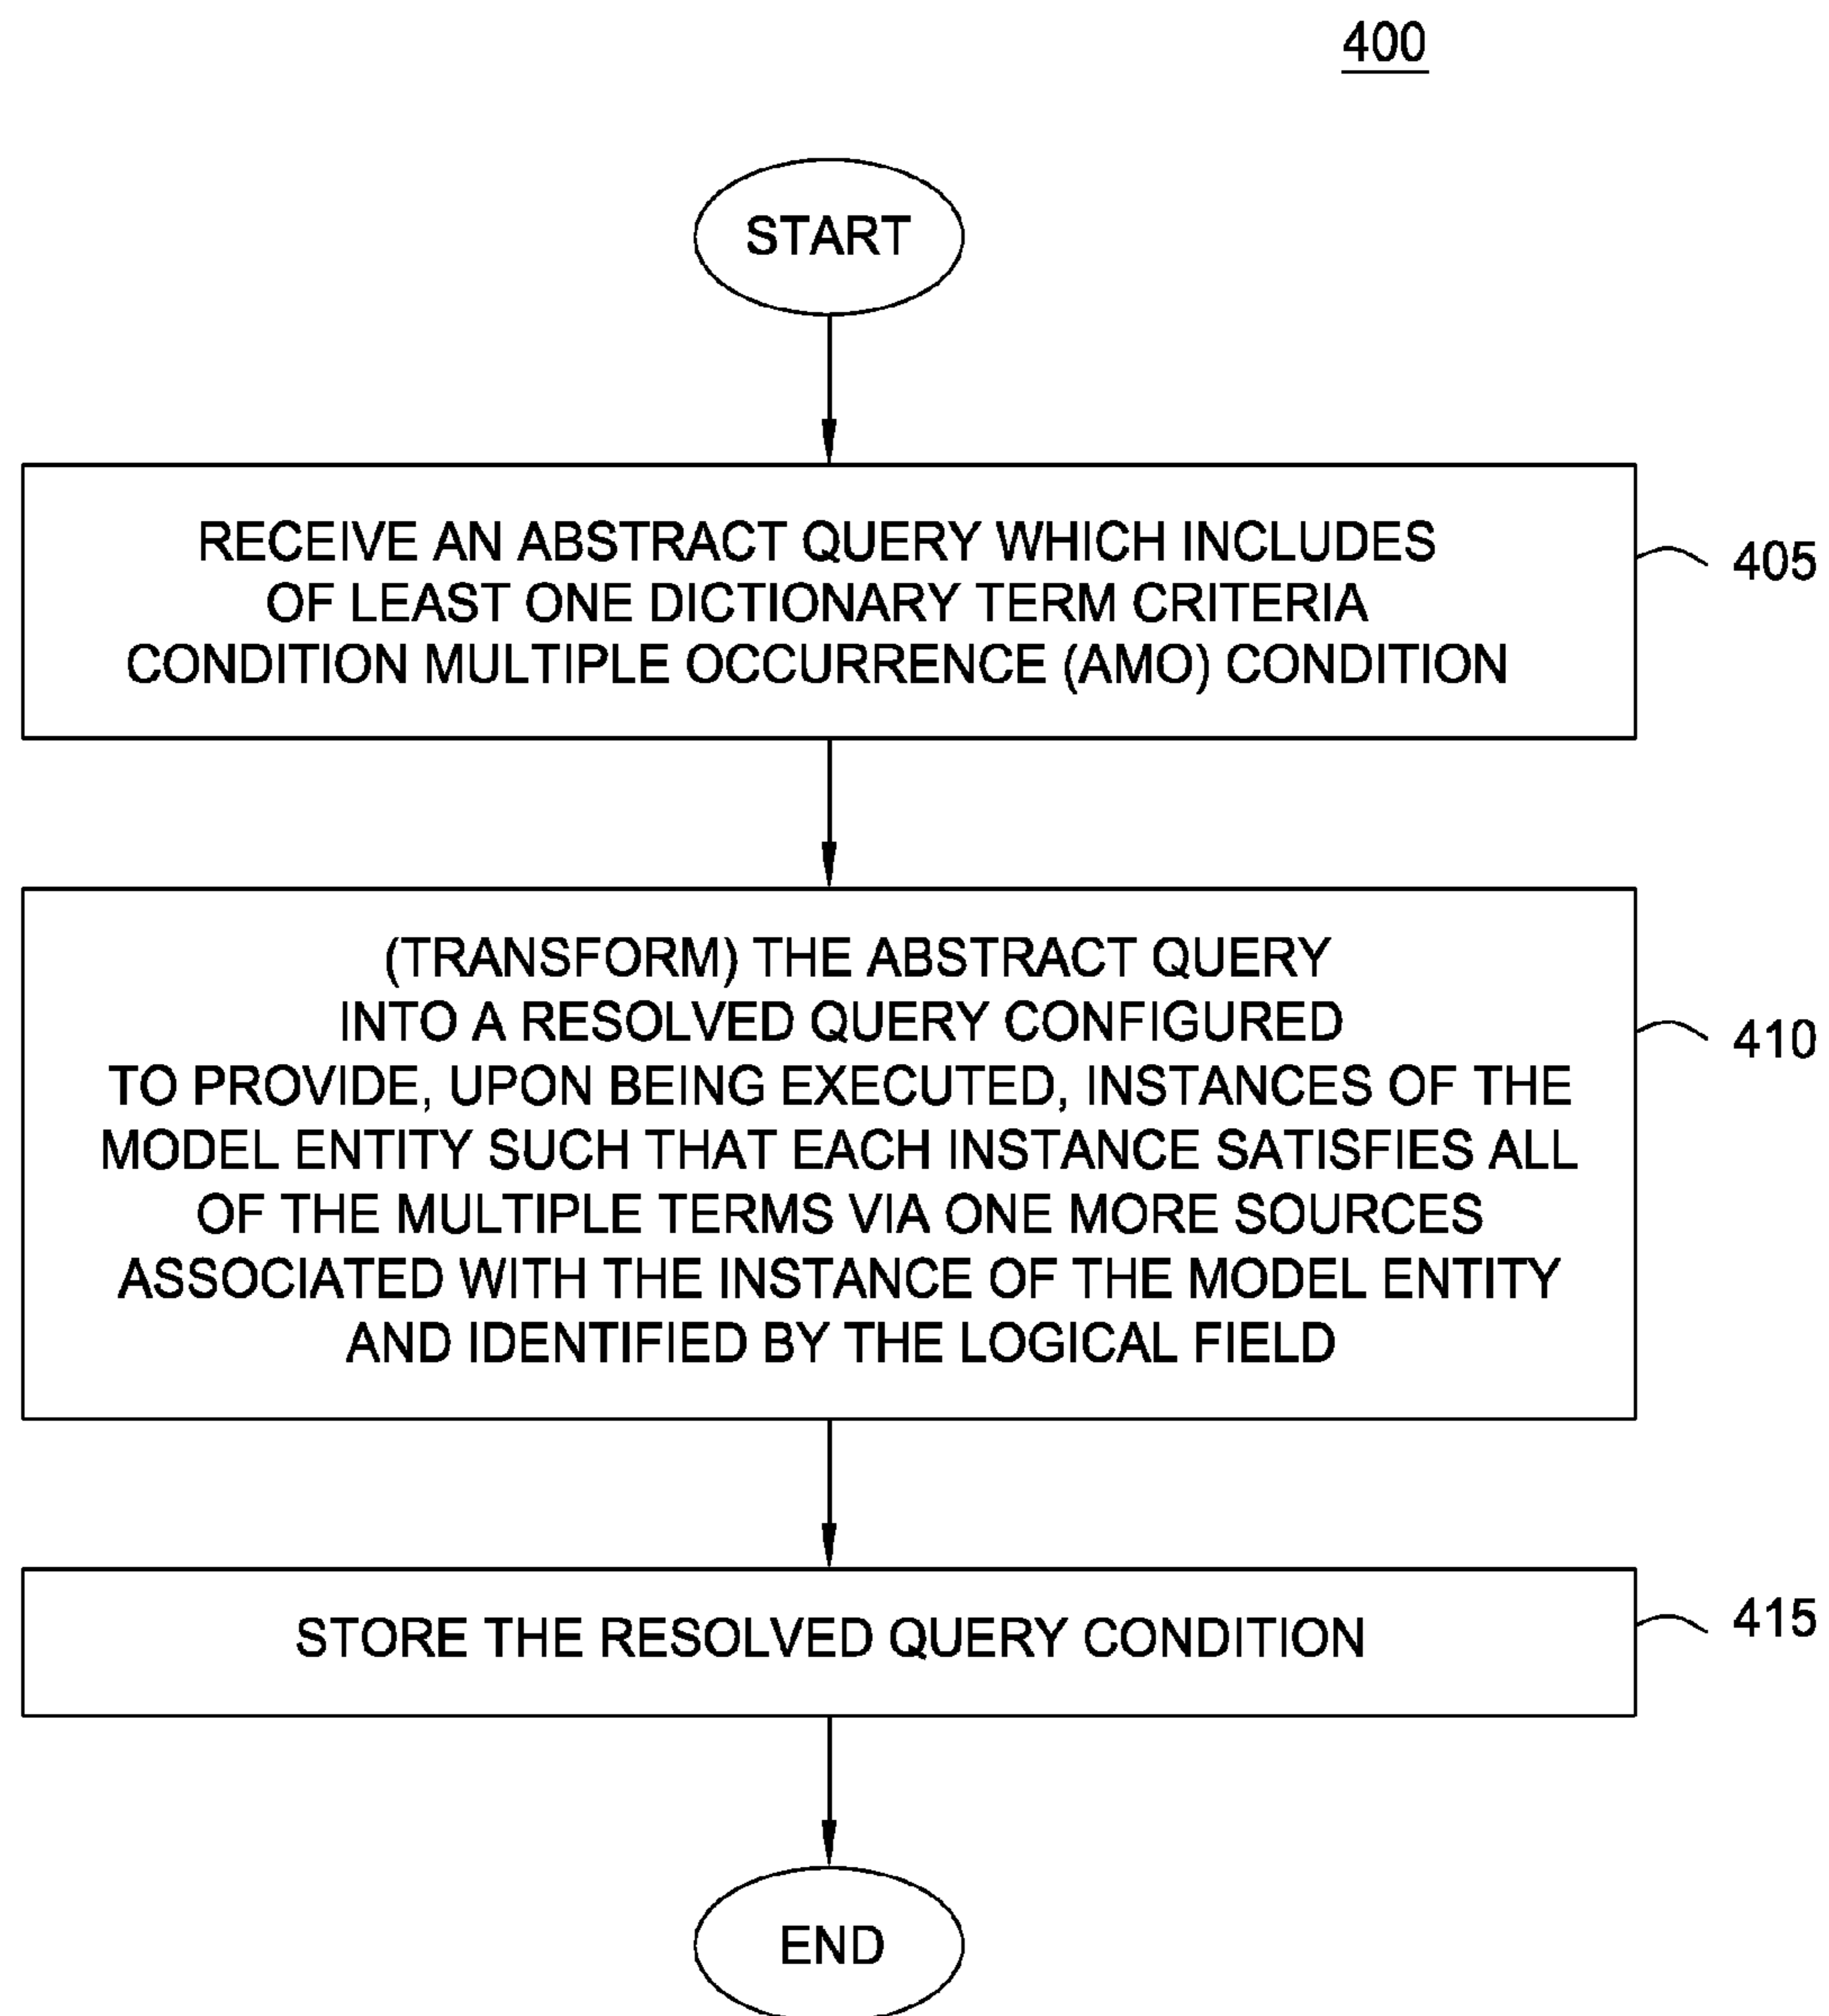 400
START
RECEIVE AN ABSTRACT QUERY WHICH INCLUDES
OF LEAST ONE DICTIONARY TERM CRITERIA
CONDITION MULTIPLE OCCURRENCE (AMO) CONDITION
405
(TRANSFORM) THE ABSTRACT QUERY
INTO A RESOLVED QUERY CONFIGURED
TO PROVIDE, UPON BEING EXECUTED, INSTANCES OF THE
MODEL ENTITY SUCH THAT EACH INSTANCE SATISFIES ALL
OF THE MULTIPLE TERMS VIA ONE MORE SOURCES
ASSOCIATED WITH THE INSTANCE OF THE MODEL ENTITY
AND IDENTIFIED BY THE LOGICAL FIELD
410
STORE THE RESOLVED QUERY CONDITION
415
END